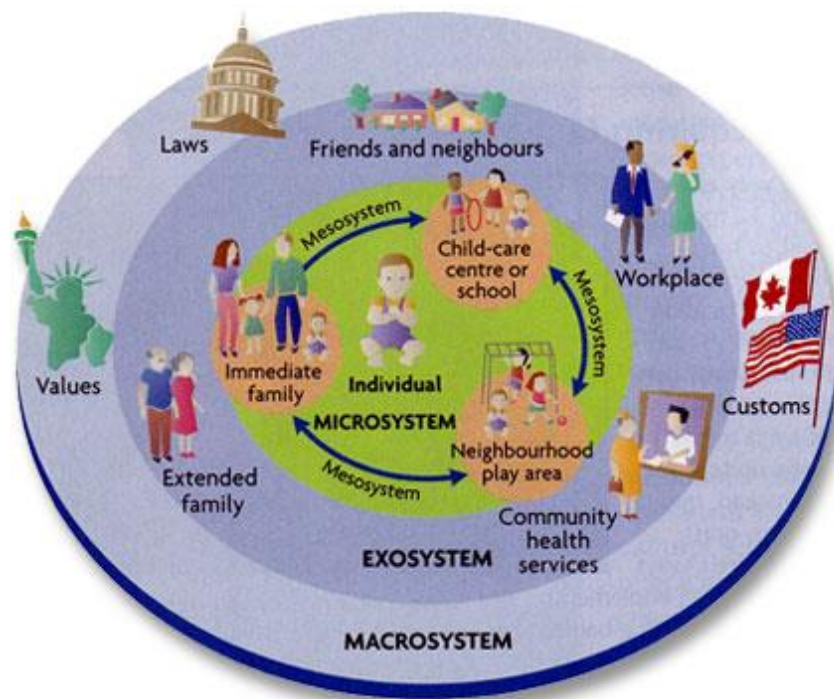 Laws
Friends and neighbours
Mesosystem
Child-care
centre or
school
Workplace
Mesosystem
Values
Immediate
family
Individual
MICROSYSTEM
Customs
Neighbourhood
play area
Extended
family
Mesosystem
Community
health
services
EXOSYSTEM
MACROSYSTEM